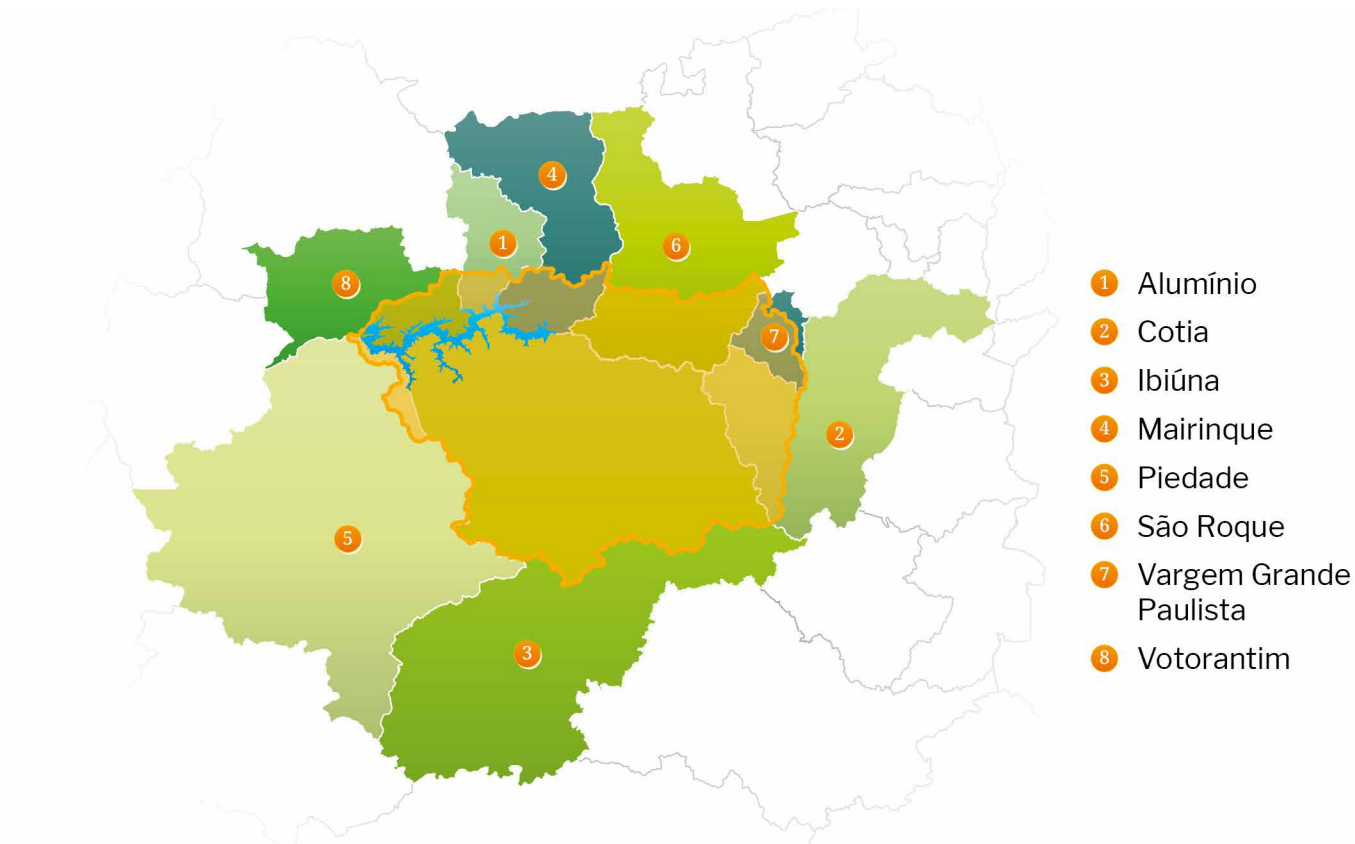 4
1
6
8
7
2
5
3
1 Alumínio
2 Cotia
3 Ibiúna
4 Mairinque
5 Piedade
6 São Roque
7 Vargem Grande
Paulista
8 Votorantim